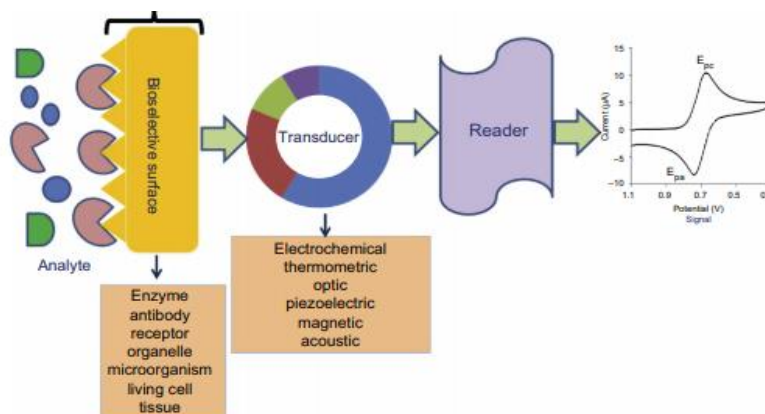 Analyte
Bioselective surface
Enzyme
antibody
receptor
organelle
microorganism
living cell
tissue
Transducer
Electrochemical
thermometric
optic
piezoelectric
magnetic
acoustic
Reader
Current (μA)
15
10
5
0
−5
−10
Epc
Epa
1.1
0.9
0.7
0.5
Potential (V)
Signal